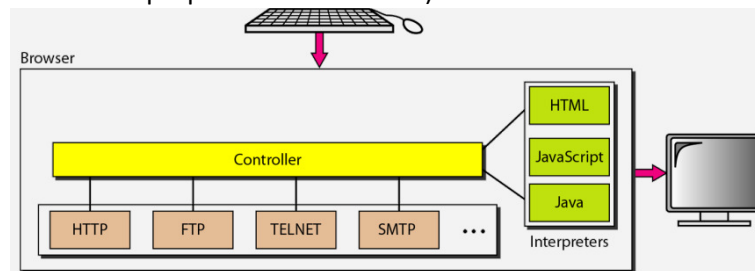 Browser
HTML
Controller
JavaScript
Java
HTTP FTP TELNET SMTP ...
Interpreters